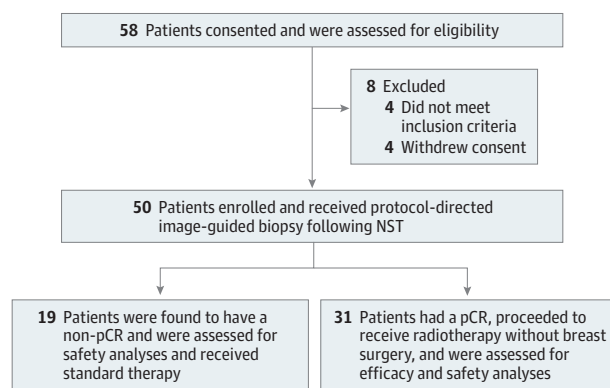 58 Patients consented and were assessed for eligibility
8 Excluded
4 Did not meet
inclusion criteria
4 Withdrew consent
50 Patients enrolled and received protocol-directed
image-guided biopsy following NST
19 Patients were found to have a
non-pCR and were assessed for
safety analyses and received
standard therapy
31 Patients had a pCR, proceeded to
receive radiotherapy without breast
surgery, and were assessed for
efficacy and safety analyses